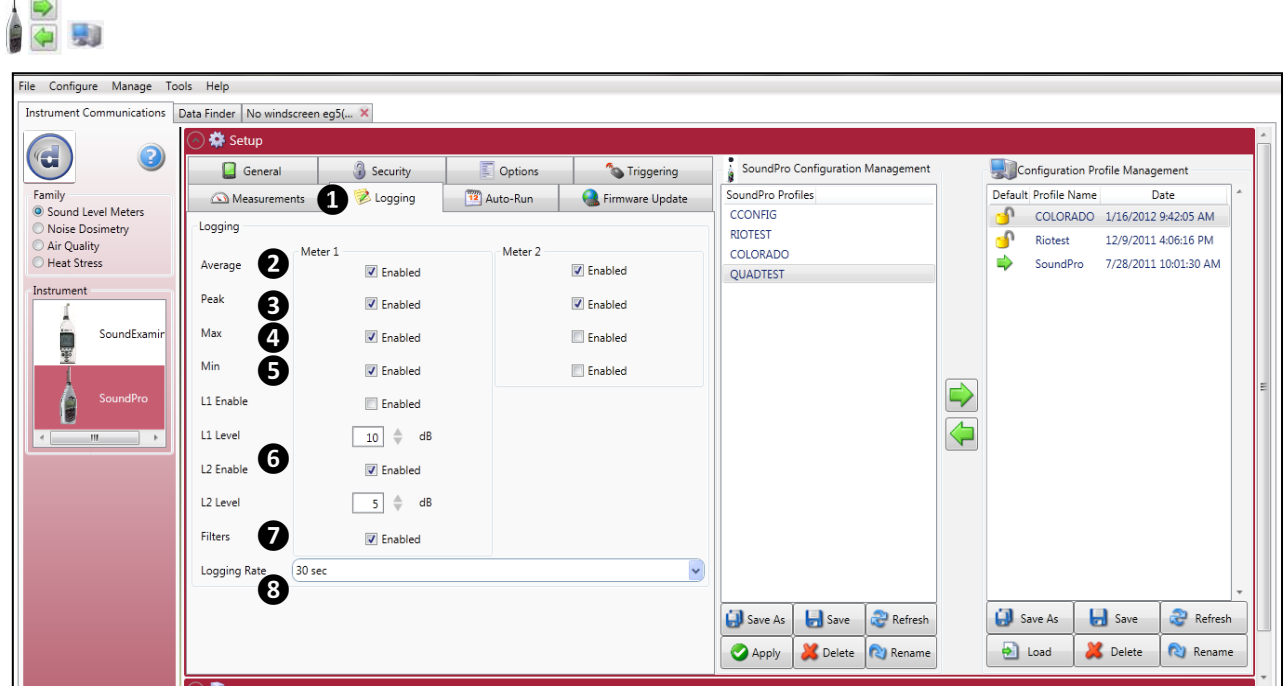 File Configure Manage Tools Help
Instrument Communications Data Finder No windscreen eg5(...
Setup
Family
Sound Level Meters
Noise Dosimetry
Air Quality
Heat Stress
Instrument
SoundExamir
SoundPro
General Security Options Triggering
Measurements 1 Logging 12 Auto-Run Firmware Update
Logging
Meter 1 Meter 2
Average 2 Enabled Enabled
Peak 3 Enabled Enabled
Max 4 Enabled Enabled
Min 5 Enabled Enabled
L1 Enable Enabled
L1 Level 10 dB
6
L2 Enable Enabled
L2 Level 5 dB
Filters 7 Enabled
Logging Rate 30 sec
8
SoundPro Configuration Management
SoundPro Profiles
CCONFIG
RIOTEST
COLORADO
QUADTEST
Save As Save Refresh
Apply Delete Rename
Configuration Profile Management
Default Profile Name Date
COLORADO 1/16/2012 9:42:05 AM
Riotest 12/9/2011 4:06:16 PM
SoundPro 7/28/2011 10:01:30 AM
Save As Save Refresh
Load Delete Rename